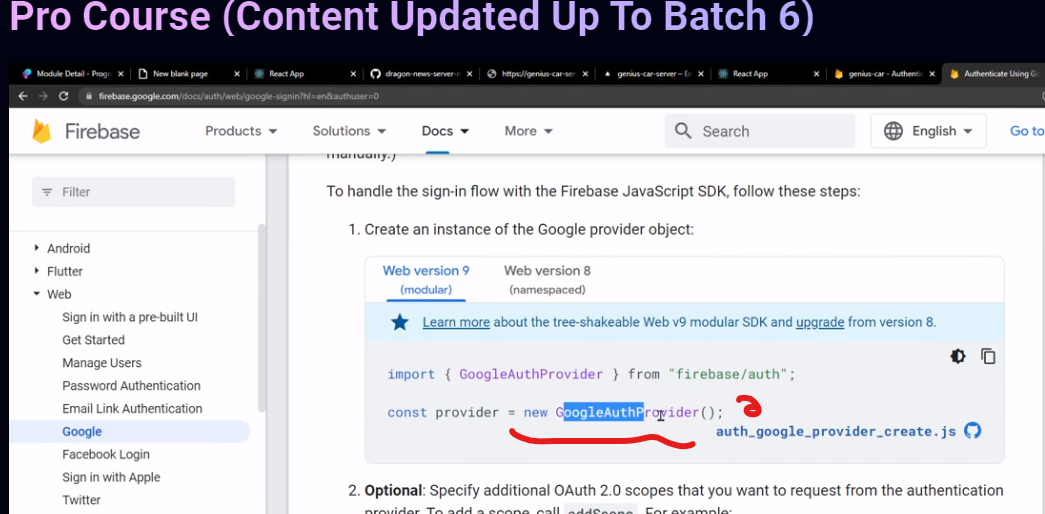 Pro Course (Content Updated Up To Batch 6)
Module Detail - Progr
New blank page
React App
dragon-news-server-
https://genius-car-ser
genius-car-server –
React App
genius-car - Authentic
Authenticate Using G
firebase.google.com/docs/auth/web/google-signin?hl=en&authuser=0
Firebase
Products
Solutions
Docs
More
Search
English
Go to
manually.)
Filter
Android
Flutter
Web
Sign in with a pre-built UI
Get Started
Manage Users
Password Authentication
Email Link Authentication
Google
Facebook Login
Sign in with Apple
Twitter
To handle the sign-in flow with the Firebase JavaScript SDK, follow these steps:
1. Create an instance of the Google provider object:
Web version 9
(modular)
Web version 8
(namespaced)
Learn more about the tree-shakeable Web v9 modular SDK and upgrade from version 8.
import { GoogleAuthProvider } from "firebase/auth";
const provider = new GoogleAuthProvider();
auth_google_provider_create.js
2. Optional: Specify additional OAuth 2.0 scopes that you want to request from the authentication
provider. To add a scope, call addScope. For example: